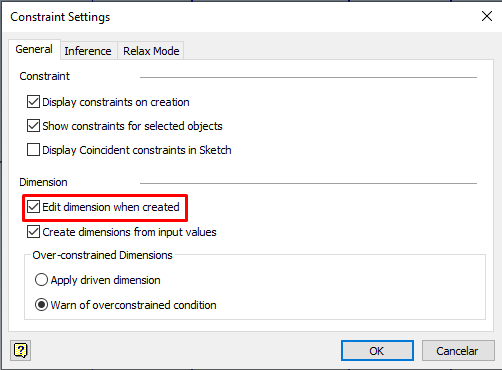 Constraint Settings
General Inference Relax Mode
Constraint
Display constraints on creation
Show constraints for selected objects
Display Coincident constraints in Sketch
Dimension
Edit dimension when created
Create dimensions from input values
Over-constrained Dimensions
Apply driven dimension
Warn of overconstrained condition
? OK Cancelar